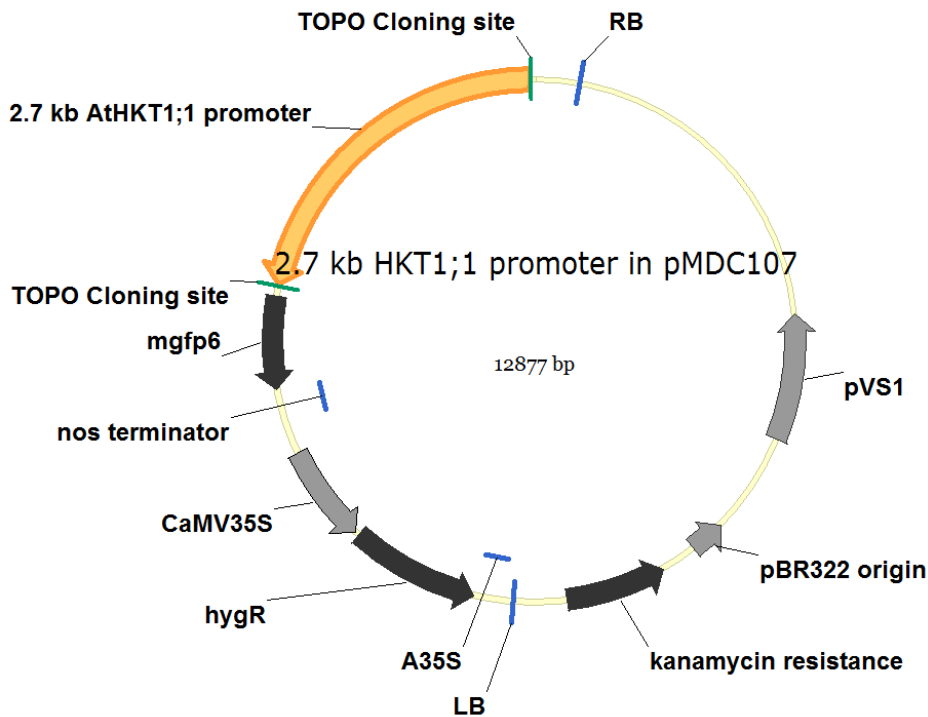 TOPO Cloning site
RB
2.7 kb AtHKT1;1 promoter
2.7 kb HKT1;1 promoter in pMDC107
TOPO Cloning site
mgfp6
12877 bp
pVS1
nos terminator
CaMV35S
pBR322 origin
hygR
A35S
kanamycin resistance
LB